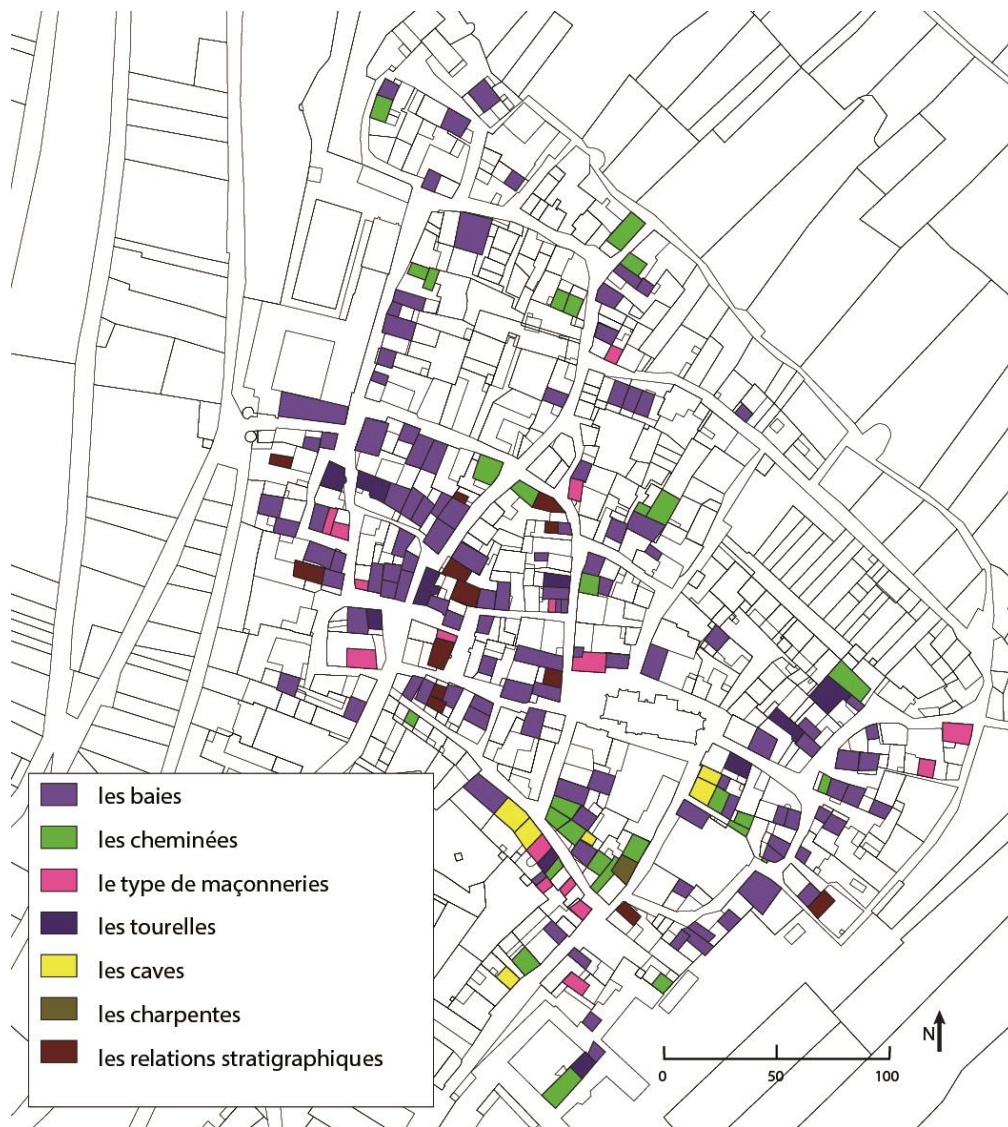 les baies
les cheminées
le type de maçonneries
les tourelles
les caves
les charpentes
les relations stratigraphiques
N
0 50 100